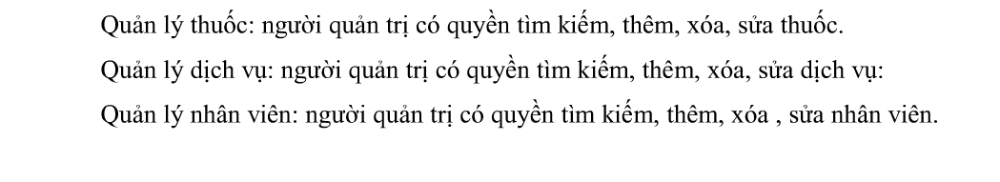 Quản lý thuốc: người quản trị có quyền tìm kiếm, thêm, xóa, sửa thuốc.
Quản lý dịch vụ: người quản trị có quyền tìm kiếm, thêm, xóa, sửa dịch vụ:
Quản lý nhân viên: người quản trị có quyền tìm kiếm, thêm, xóa , sửa nhân viên.